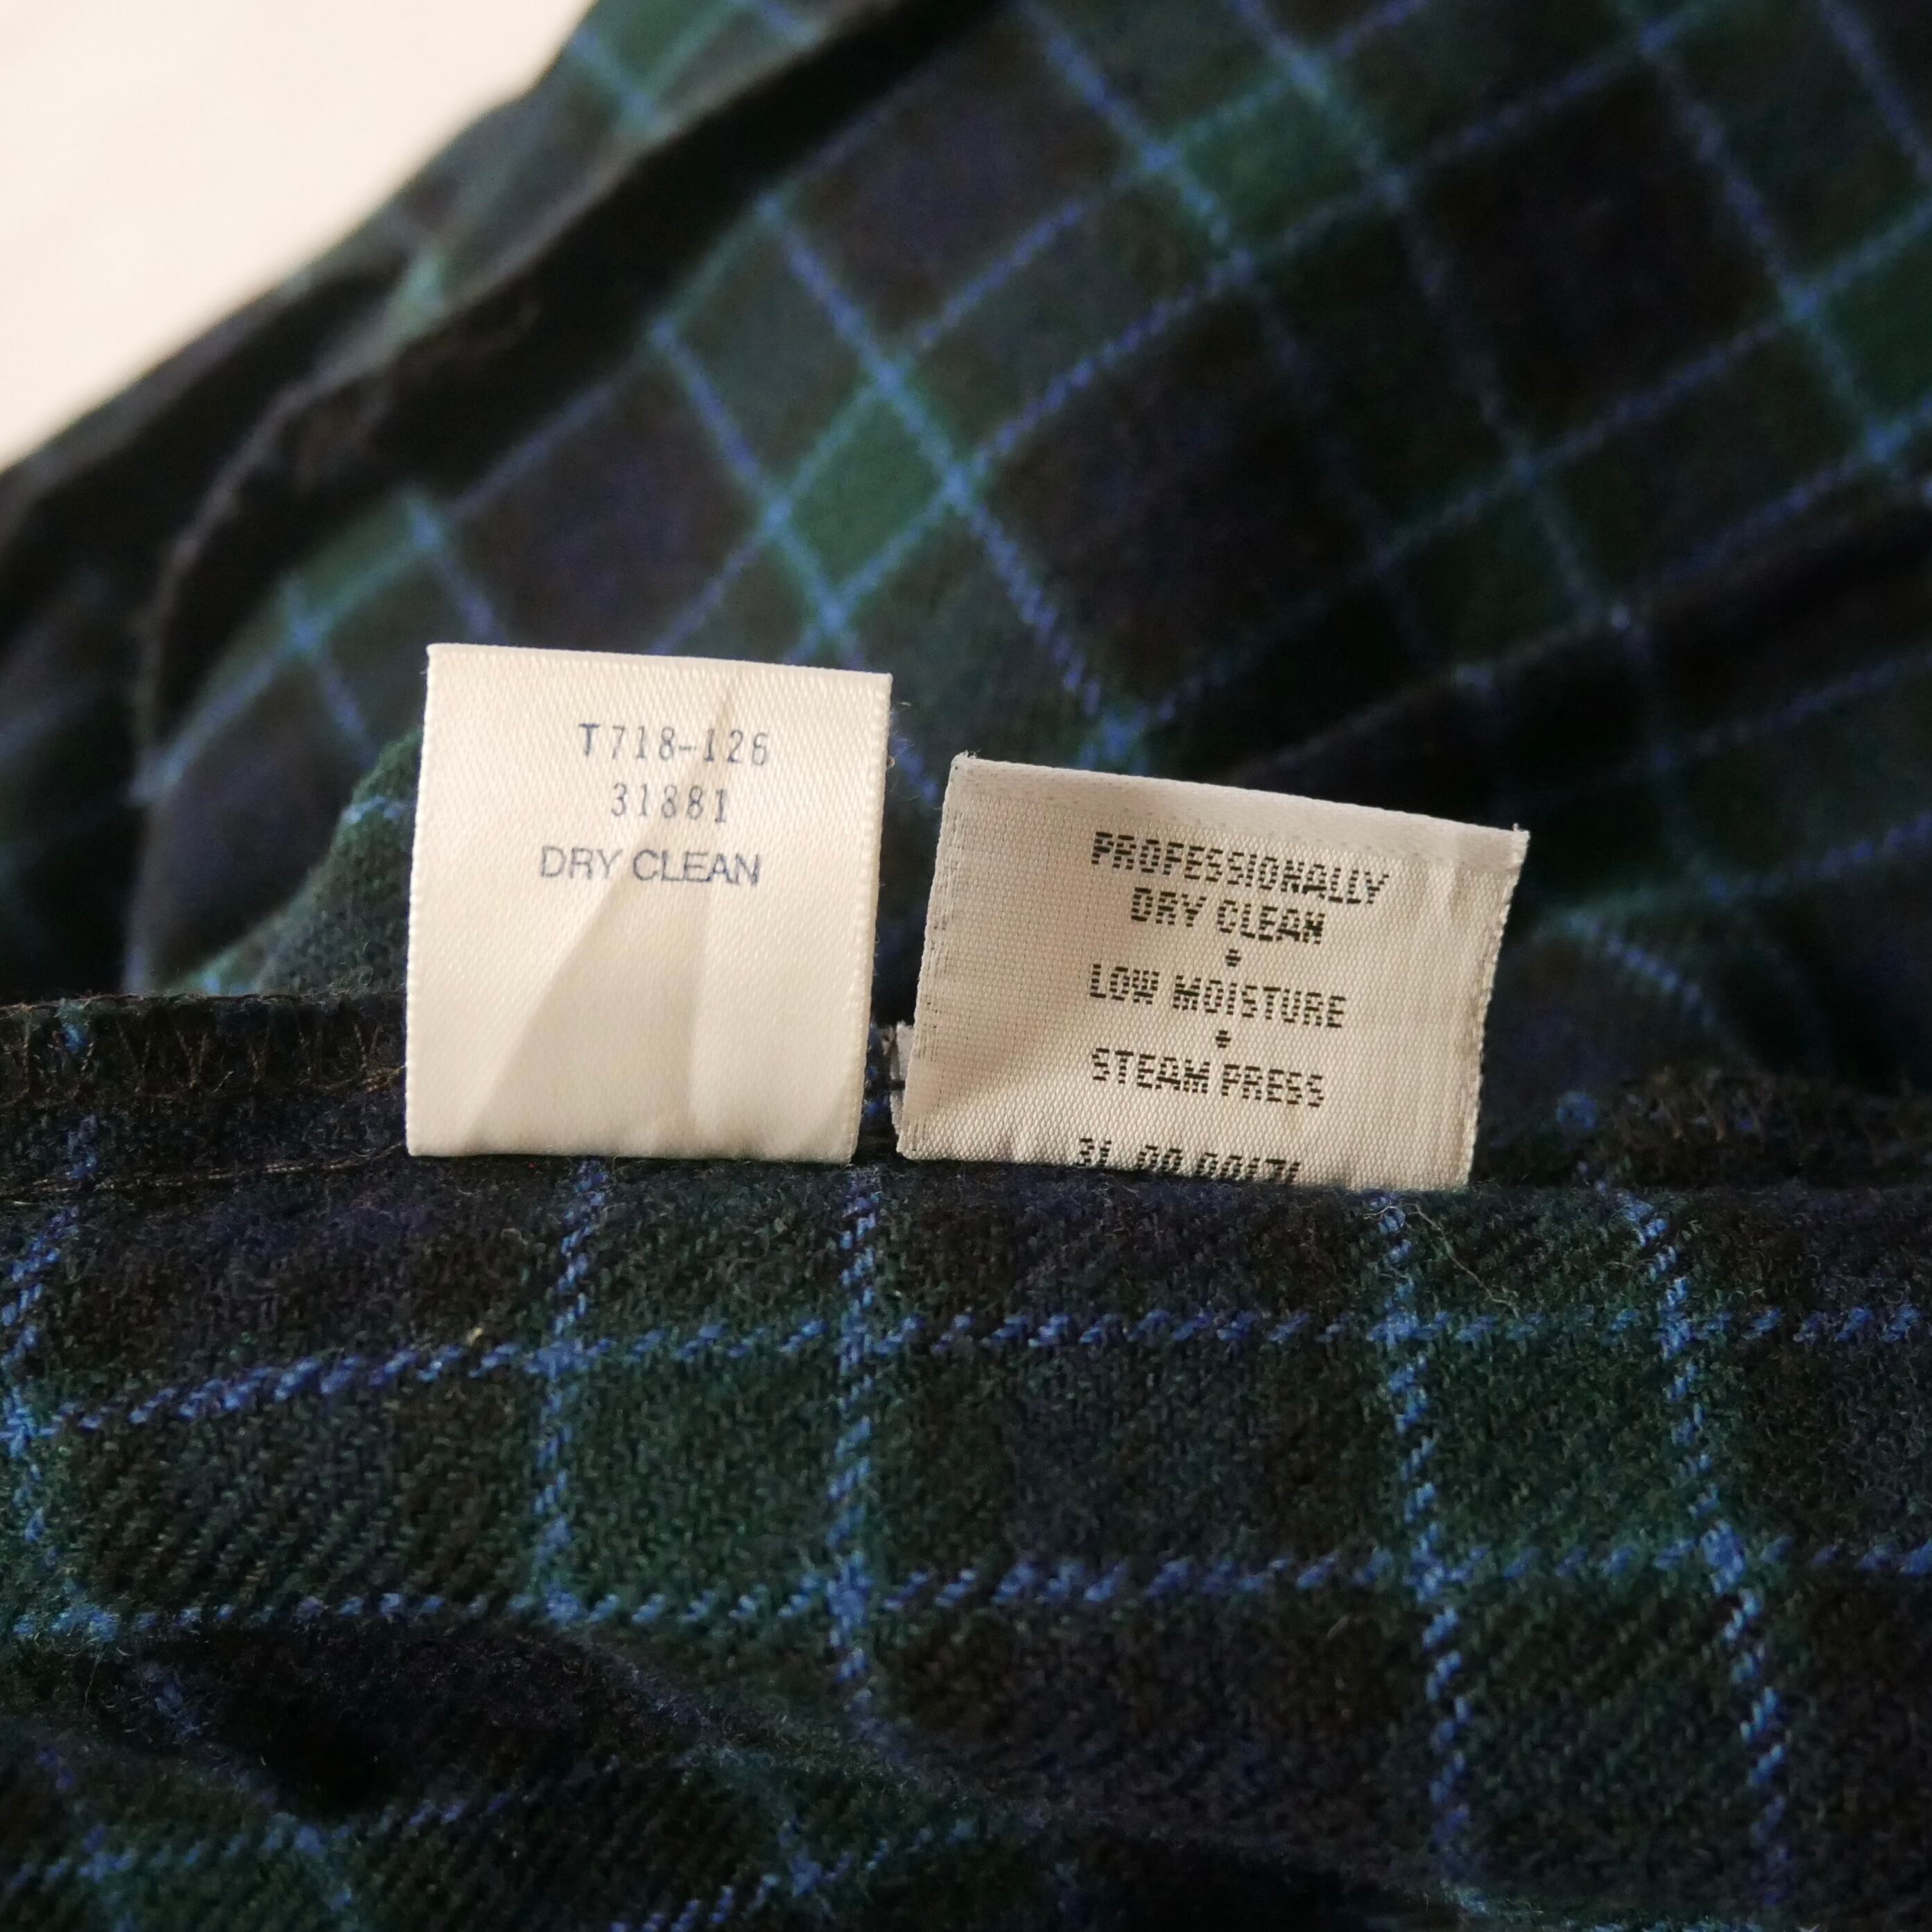 T718-126
31881
DRY CLEAN
PROFESSIONALLY
DRY CLEAN
•
LOW MOISTURE
•
STEAM PRESS